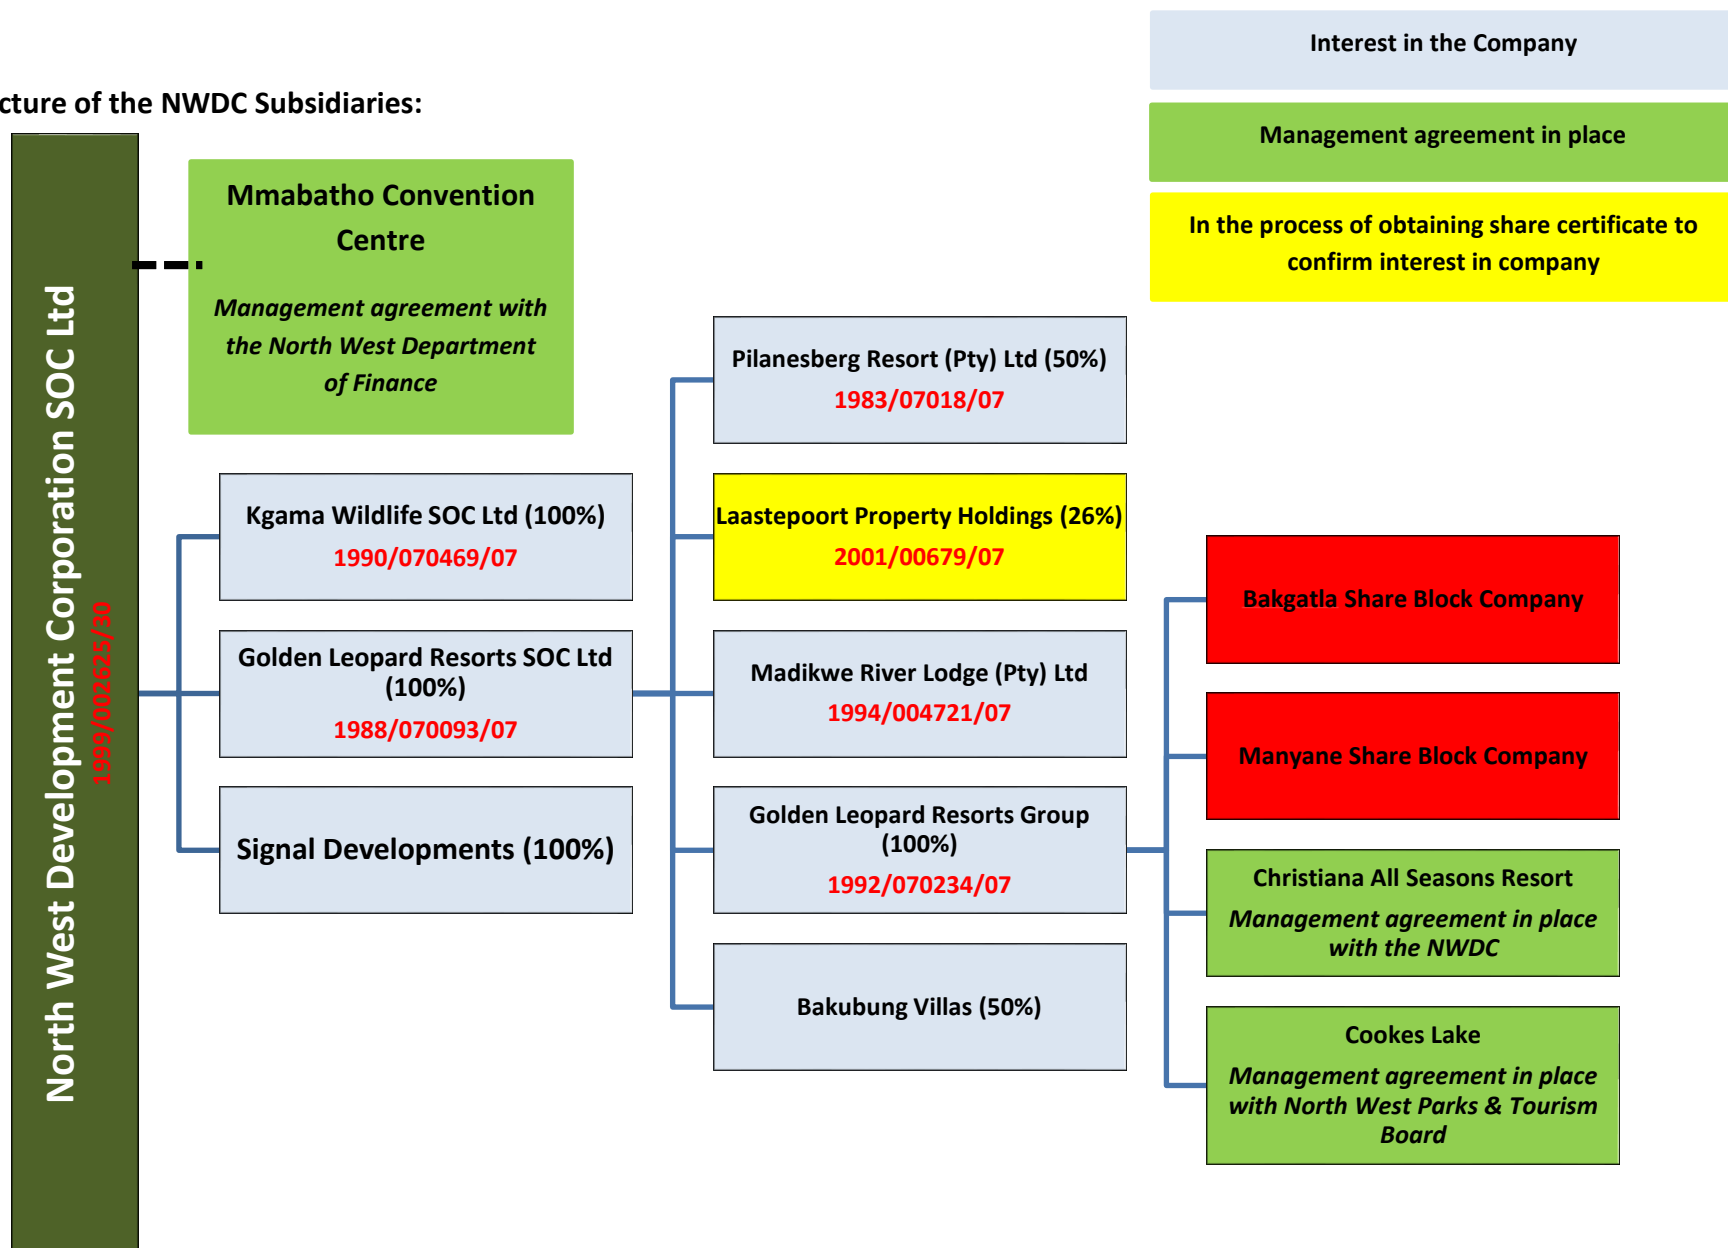 Interest in the Company
cture of the NWDC Subsidiaries:
Management agreement in place
In the process of obtaining share certificate to
confirm interest in company
North West Development Corporation SOC Ltd
1999/002625/30
Mmabatho Convention
Centre
Management agreement with
the North West Department
of Finance
Kgama Wildlife SOC Ltd (100%)
1990/070469/07
Golden Leopard Resorts SOC Ltd
(100%)
1988/070093/07
Signal Developments (100%)
Pilanesberg Resort (Pty) Ltd (50%)
1983/07018/07
Laastepoort Property Holdings (26%)
2001/00679/07
Madikwe River Lodge (Pty) Ltd
1994/004721/07
Golden Leopard Resorts Group
(100%)
1992/070234/07
Bakubung Villas (50%)
Bakgatla Share Block Company
Manyane Share Block Company
Christiana All Seasons Resort
Management agreement in place
with the NWDC
Cookes Lake
Management agreement in place
with North West Parks & Tourism
Board